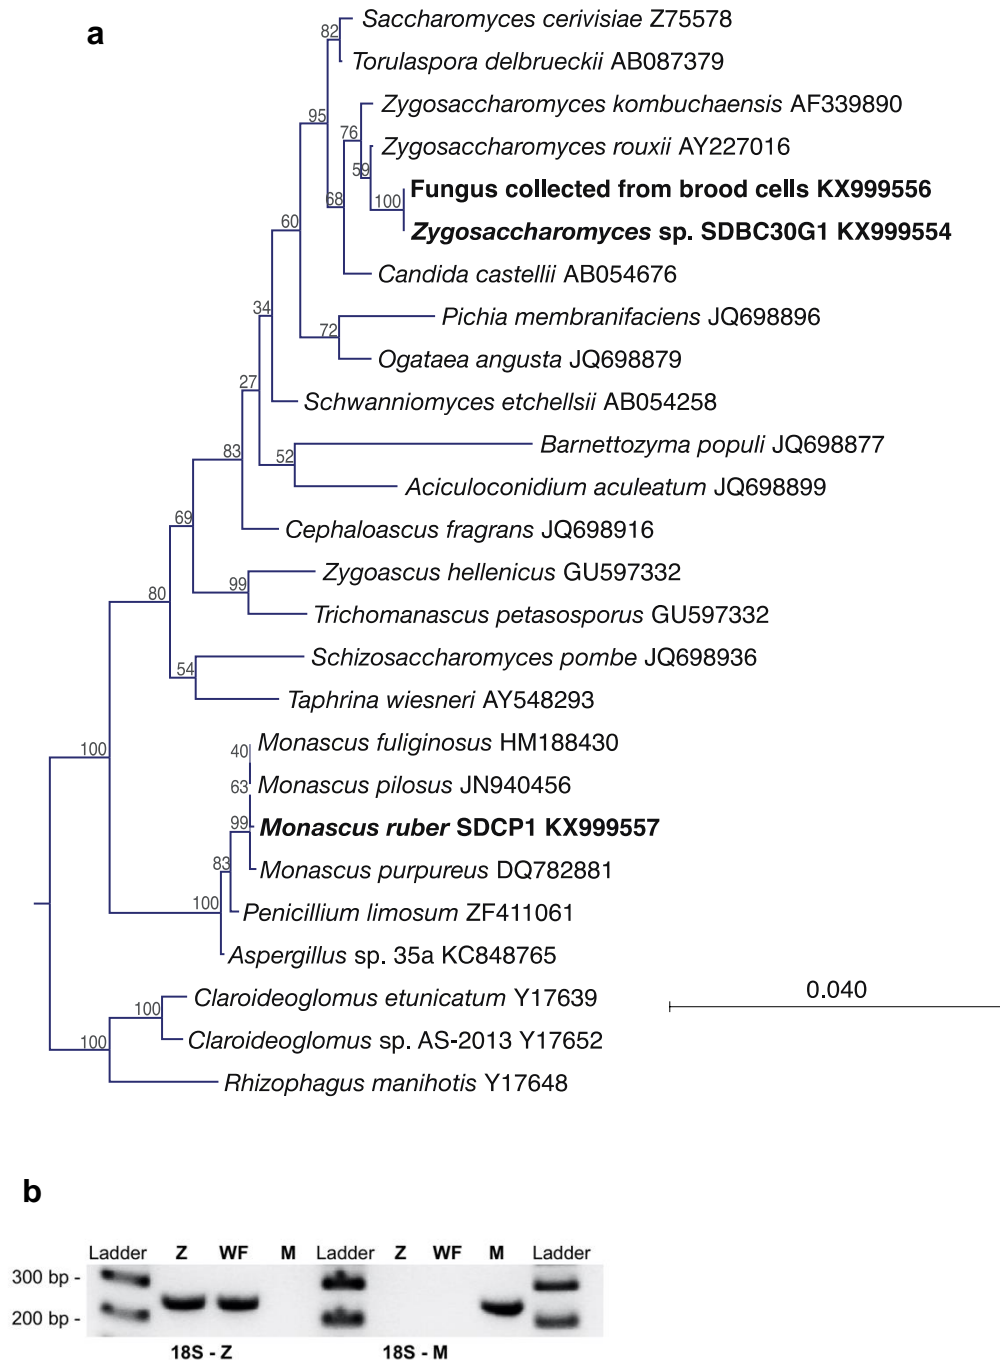 a
Saccharomyces cerivisiae Z75578
82
Torulaspora delbrueckii AB087379
Zygosaccharomyces kombuchaensis AF339890
95
76
Zygosaccharomyces rouxii AY227016
59
Fungus collected from brood cells KX999556
68
100
60
Zygosaccharomyces sp. SDBC30G1 KX999554
Candida castellii AB054676
34
Pichia membranifaciens JQ698896
72
Ogataea angusta JQ698879
27
Schwanniomyces etchellsii AB054258
Barnettozyma populi JQ698877
83
52
Aciculoconidium aculeatum JQ698899
69
Cephaloascus fragrans JQ698916
Zygoascus hellenicus GU597332
80
99
Trichomanascus petasosporus GU597332
Schizosaccharomyces pombe JQ698936
54
Taphrina wiesneri AY548293
100
40
Monascus fuliginosus HM188430
63
Monascus pilosus JN940456
99
Monascus ruber SDCP1 KX999557
83
Monascus purpureus DQ782881
100
Penicillium limosum ZF411061
Aspergillus sp. 35a KC848765
Claroideoglomus etunicatum Y17639
0.040
100
100
Claroideoglomus sp. AS-2013 Y17652
Rhizophagus manihotis Y17648
b
Ladder Z WF M Ladder Z WF M Ladder
300 bp -
200 bp -
18S - Z 18S - M